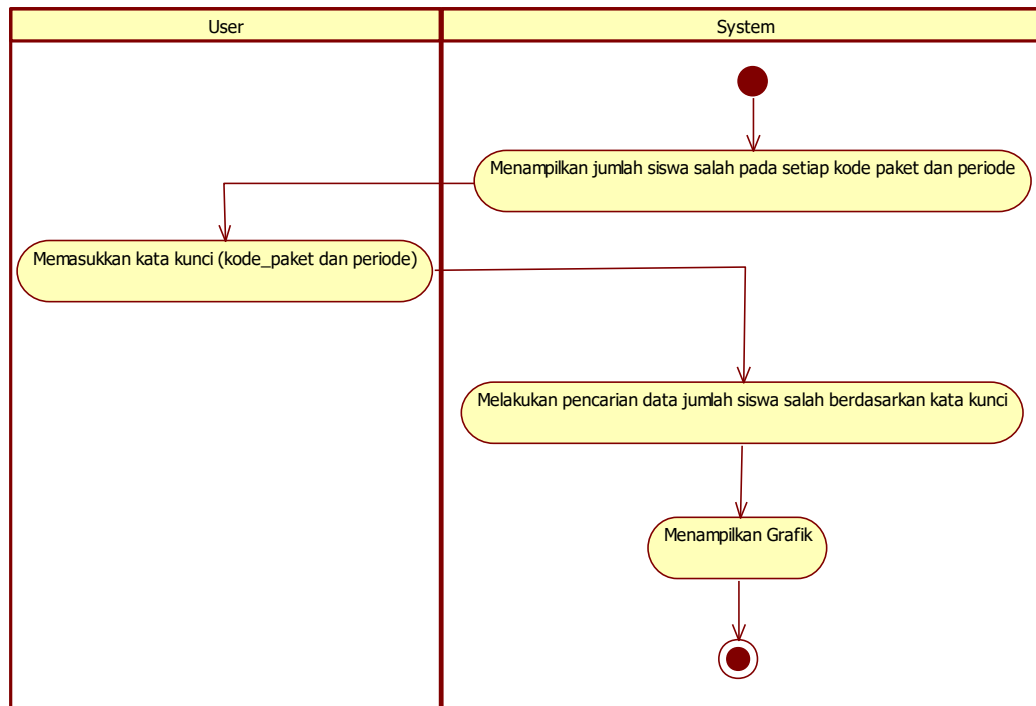 User
System
Menampilkan jumlah siswa salah pada setiap kode paket dan periode
Memasukkan kata kunci (kode_paket dan periode)
Melakukan pencarian data jumlah siswa salah berdasarkan kata kunci
Menampilkan Grafik